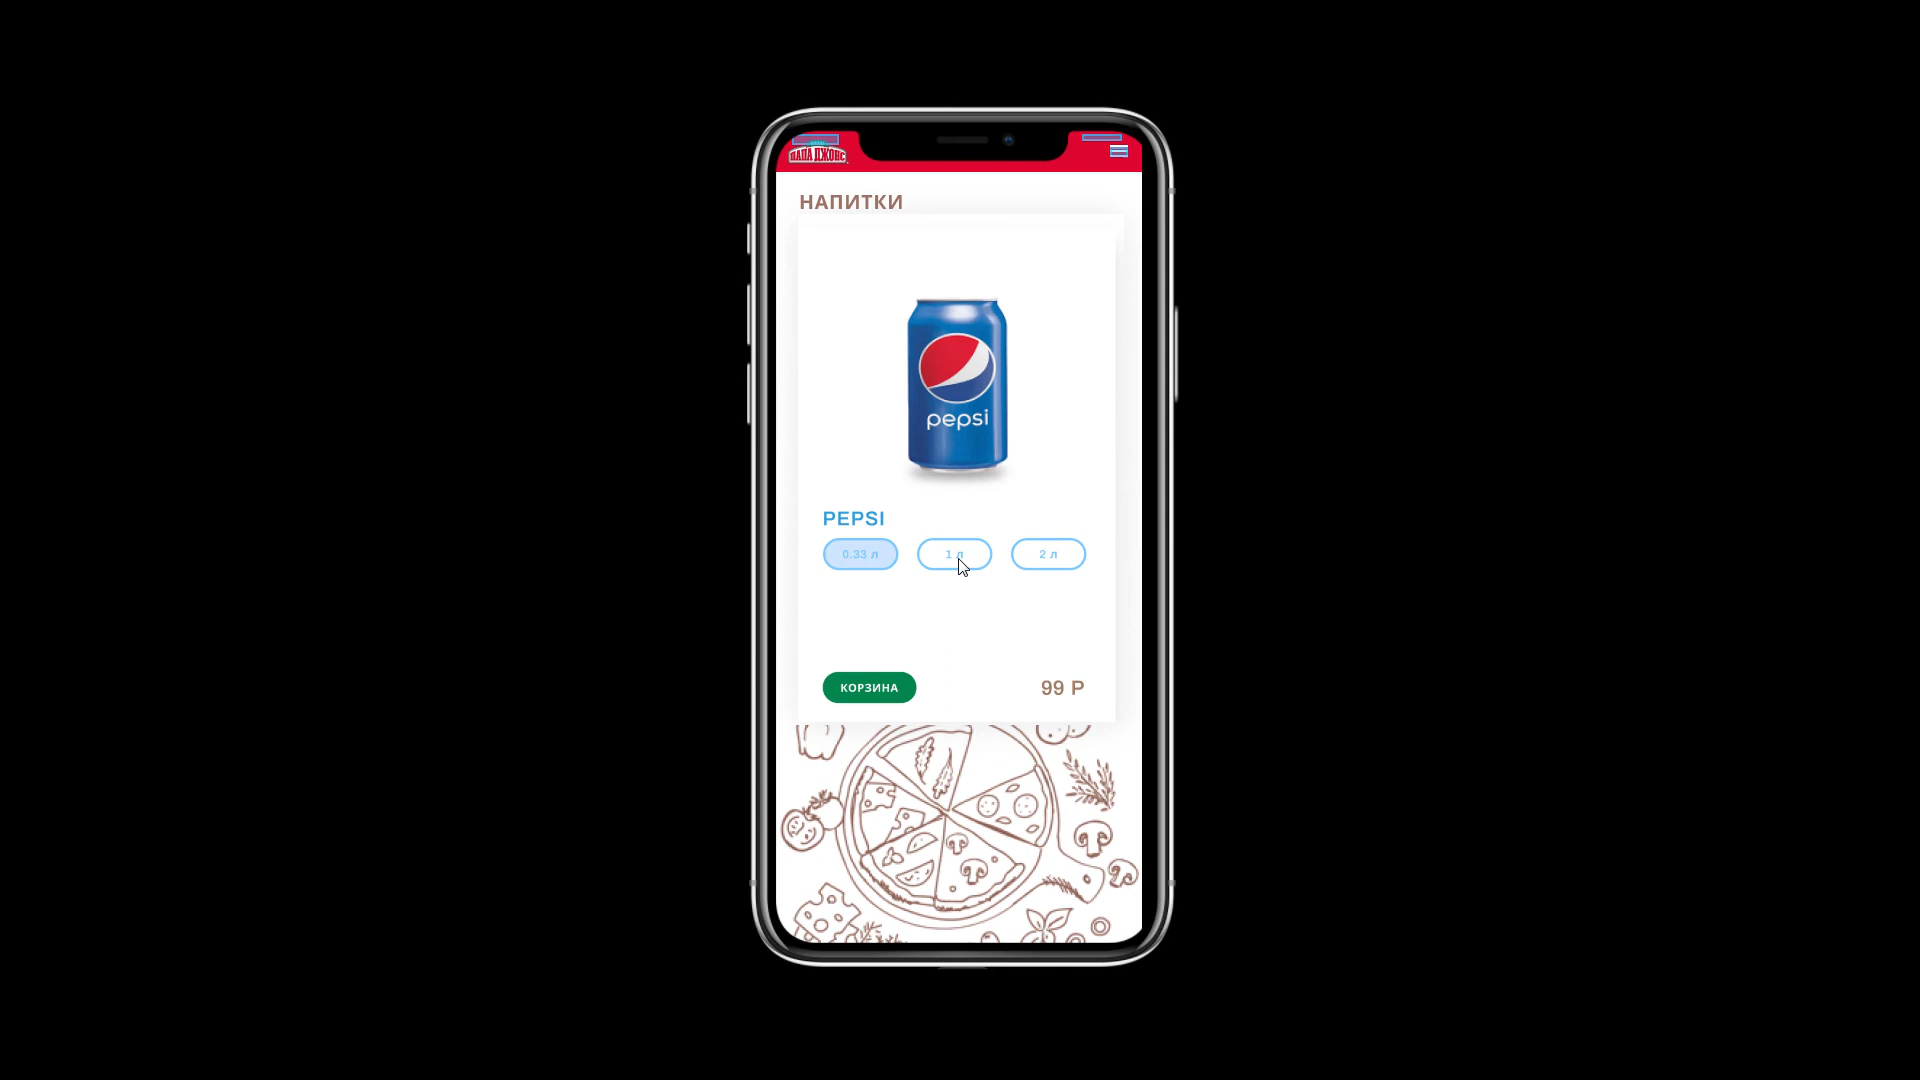 ПАПА ДЖОНС
НАПИТКИ
pepsi
PEPSI
0.33 л
1 л
2 л
КОРЗИНА
99 Р